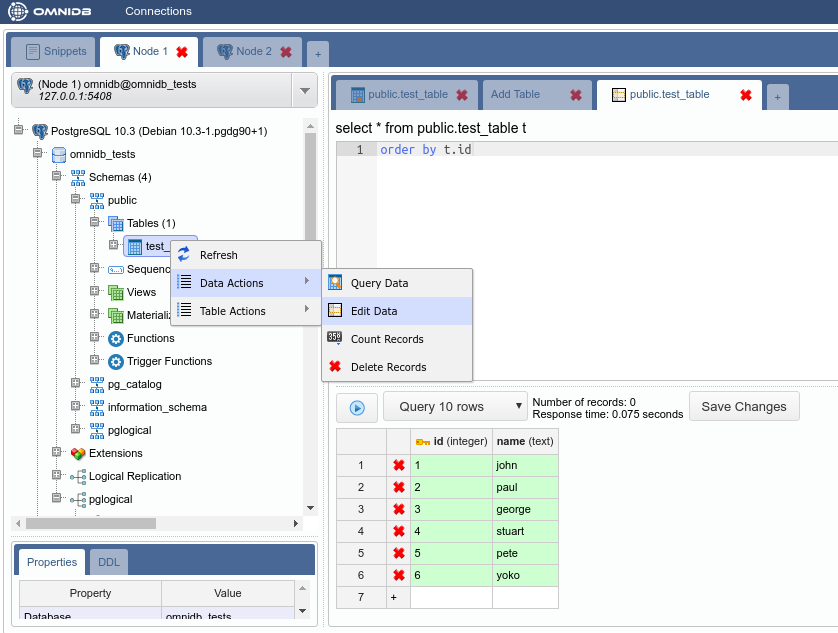 OMNIDB Connections
Snippets Node 1 Node 2 +
(Node 1) omnidb@omnidb_tests
127.0.0.1:5408
PostgreSQL 10.3 (Debian 10.3-1.pgdg90+1)
omnidb_tests
Schemas (4)
public
Tables (1)
test_
Sequenc
Views
Materializ
Functions
Trigger Functions
pg_catalog
information_schema
pglogical
Extensions
Logical Replication
pglogical
Refresh
Data Actions
Table Actions
Query Data
Edit Data
Count Records
Delete Records
Properties DDL
Property Value
Database omnidb_tests
public.test_table Add Table public.test_table +
select * from public.test_table t
1 order by t.id
Query 10 rows Number of records: 0
Response time: 0.075 seconds Save Changes
id (integer) name (text)
1 1 john
2 2 paul
3 3 george
4 4 stuart
5 5 pete
6 6 yoko
7 +